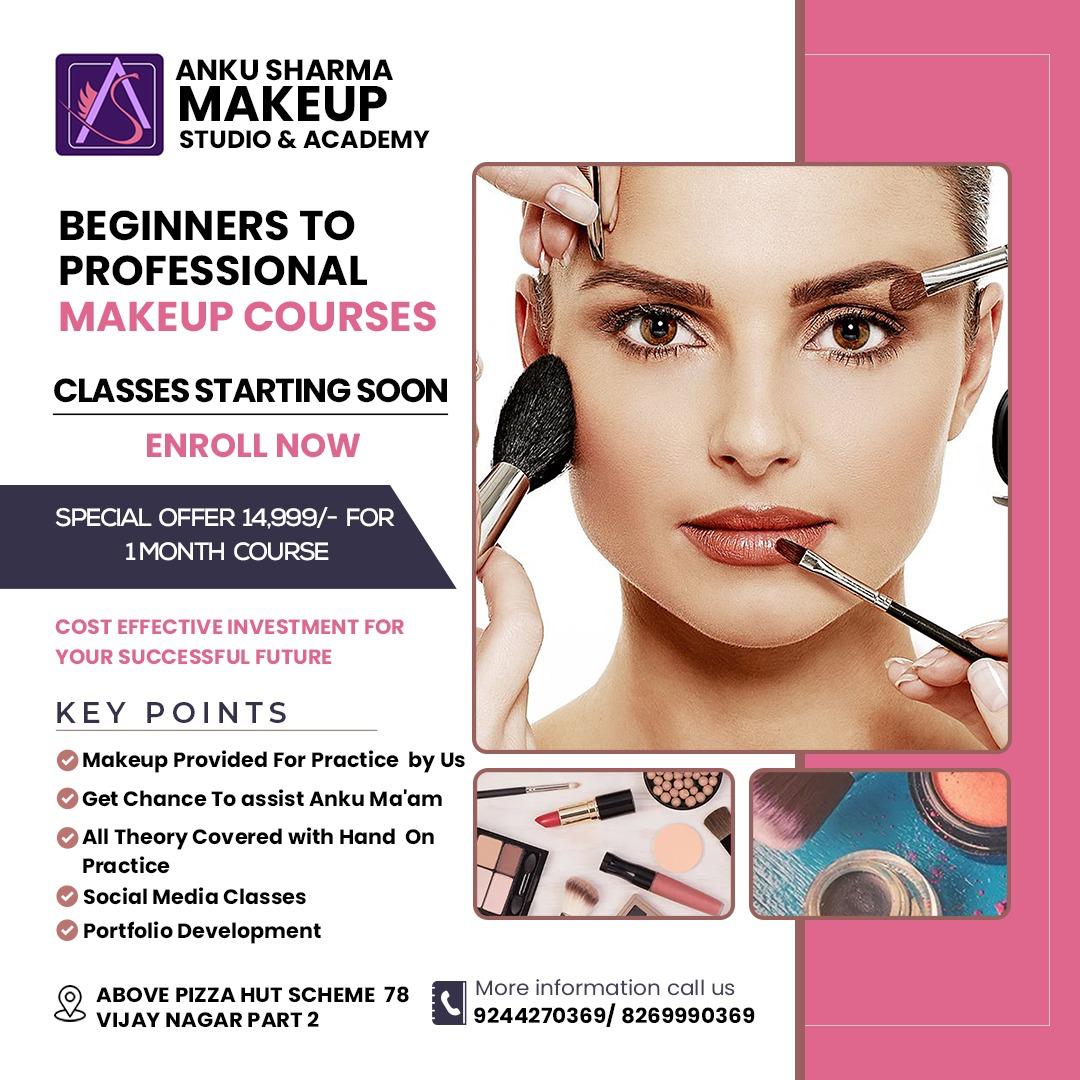 ANKU SHARMA
MAKEUP
STUDIO & ACADEMY
BEGINNERS TO
PROFESSIONAL
MAKEUP COURSES
CLASSES STARTING SOON
ENROLL NOW
SPECIAL OFFER 14,999/- FOR
1 MONTH COURSE
COST EFFECTIVE INVESTMENT FOR
YOUR SUCCESSFUL FUTURE
KEY POINTS
Makeup Provided For Practice by Us
Get Chance To assist Anku Ma'am
All Theory Covered with Hand On
Practice
Social Media Classes
Portfolio Development
ABOVE PIZZA HUT SCHEME 78
VIJAY NAGAR PART 2
More information call us
9244270369/ 8269990369